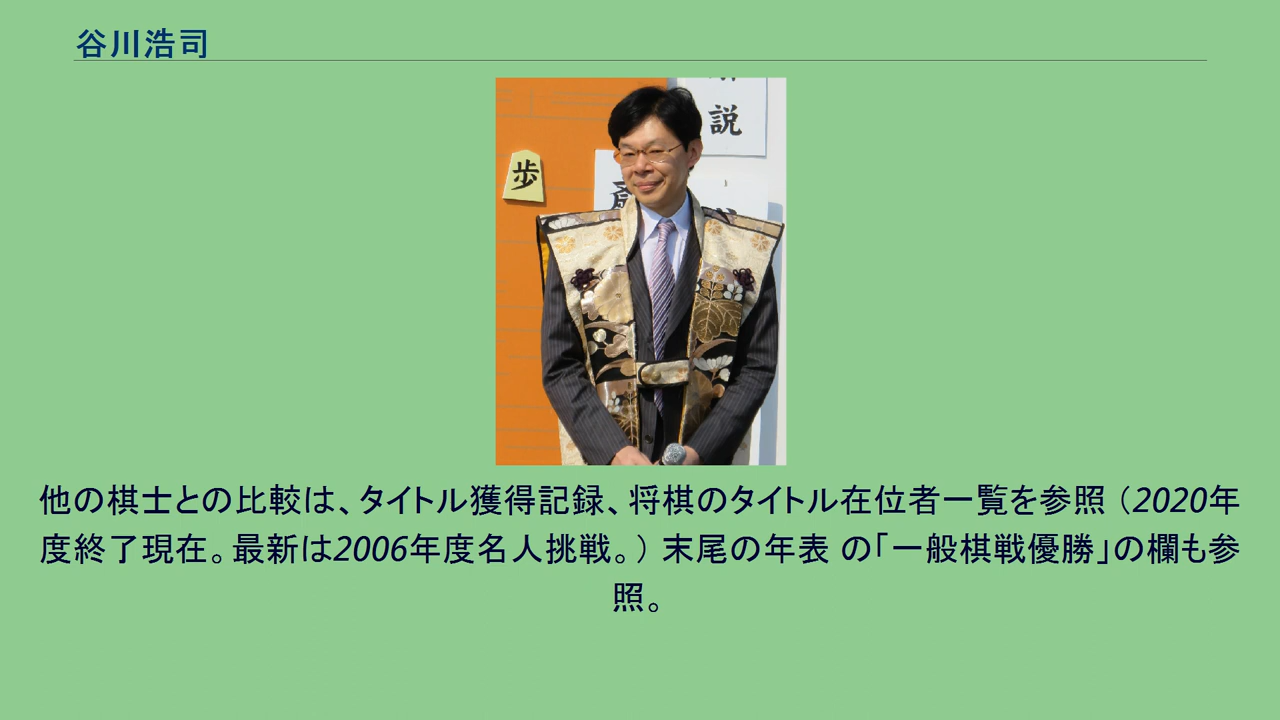 谷川浩司
説
歩
他の棋士との比較は、タイトル獲得記録、将棋のタイトル在位者一覧を参照（2020年
度終了現在。最新は2006年度名人挑戦。）末尾の年表 の「一般棋戦優勝」の欄も参
照。